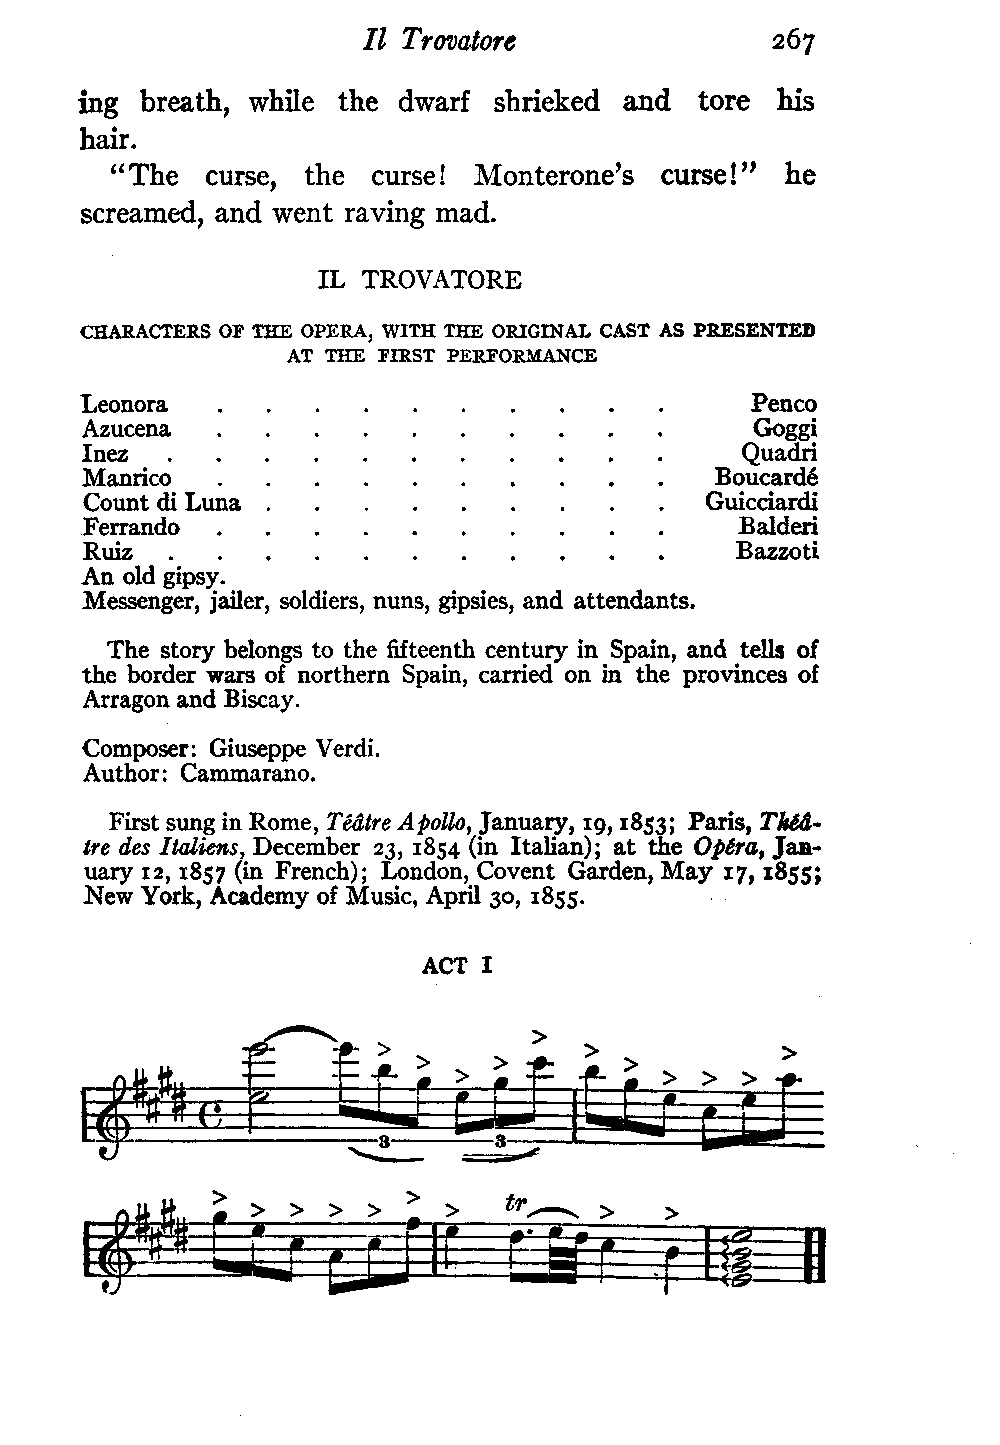 Il Trovatore 267
ing breath, while the dwarf shrieked and tore his
hair.
“The curse, the curse! Monterone’s curse!” he
screamed, and went raving mad.
IL TROVATORE
CHARACTERS OF THE OPERA, WITH THE ORIGINAL CAST AS PRESENTED
AT THE FIRST PERFORMANCE
Leonora . . . . . . . . . . Penco
Azucena . . . . . . . . . . Goggi
Inez . . . . . . . . . . . Quadri
Manrico . . . . . . . . . . Boucardé
Count di Luna . . . . . . . . . Guicciardi
Ferrando . . . . . . . . . . Balderi
Ruiz . . . . . . . . . . . Bazzoti
An old gipsy.
Messenger, jailer, soldiers, nuns, gipsies, and attendants.
The story belongs to the fifteenth century in Spain, and tells of
the border wars of northern Spain, carried on in the provinces of
Arragon and Biscay.
Composer: Giuseppe Verdi.
Author: Cammarano.
First sung in Rome, Téâtre Apollo, January, 19, 1853; Paris, Théâ-
tre des Italiens, December 23, 1854 (in Italian); at the Opéra, Jan-
uary 12, 1857 (in French); London, Covent Garden, May 17, 1855;
New York, Academy of Music, April 30, 1855.
ACT I
3 3
tr